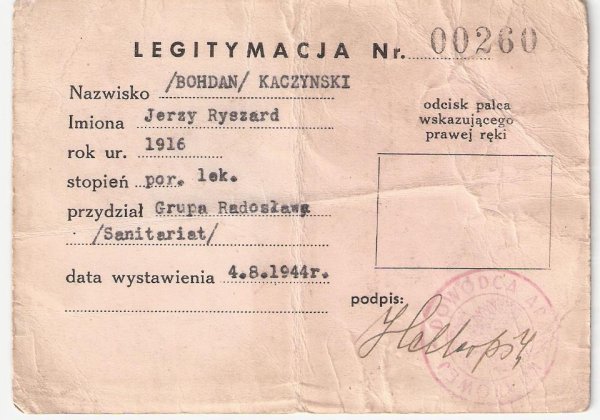 LEGITYMACJA Nr. 00260
Nazwisko /BOHDAN/ KACZYNSKI
Imiona Jerzy Ryszard
rok ur. 1916
stopień por. lek.
przydział Grupa Radosława
/Sanitariat/
data wystawienia 4.8.1944r.
odcisk palca
wskazującego
prawej ręki
podpis:
DOWÓDCA